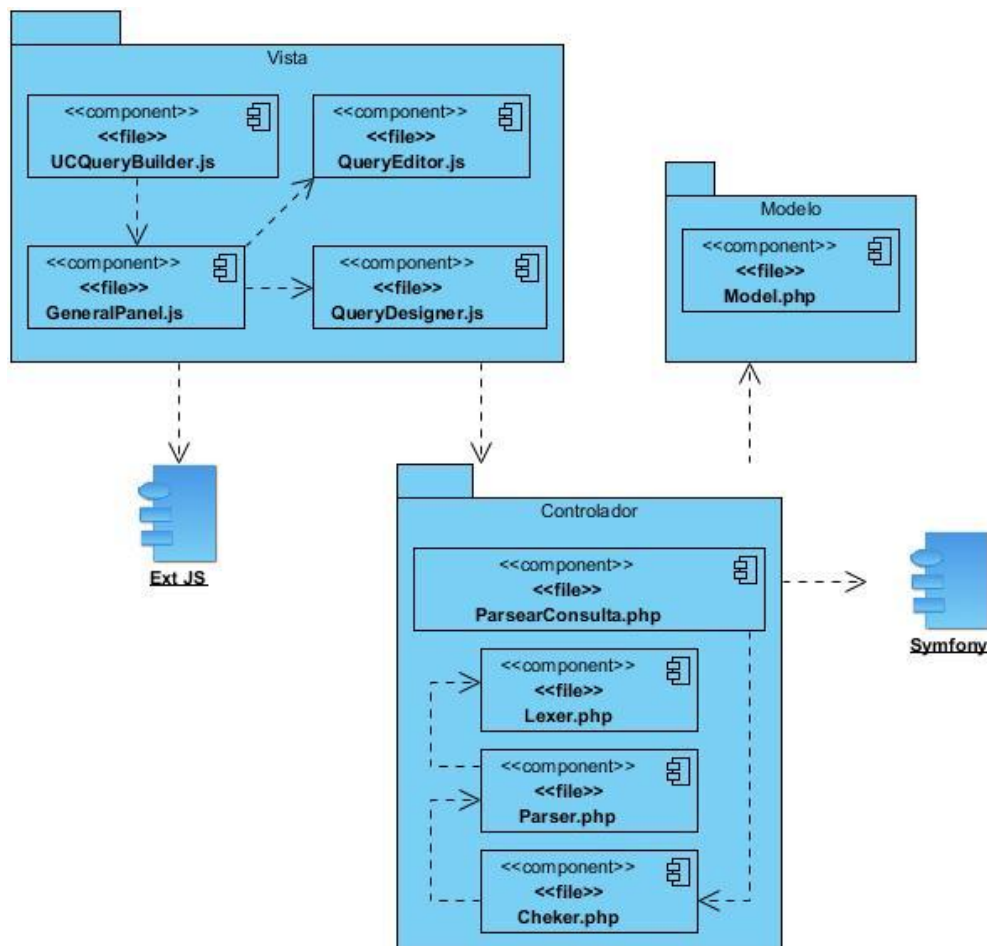 Vista
<<component>>
<<file>>
UCQueryBuilder.js
<<component>>
<<file>>
QueryEditor.js
<<component>>
<<file>>
GeneralPanel.js
<<component>>
<<file>>
QueryDesigner.js
Modelo
<<component>>
<<file>>
Model.php
Ext JS
Controlador
<<component>>
<<file>>
ParsearConsulta.php
Symfony
<<component>>
<<file>>
Lexer.php
<<component>>
<<file>>
Parser.php
<<component>>
<<file>>
Cheker.php